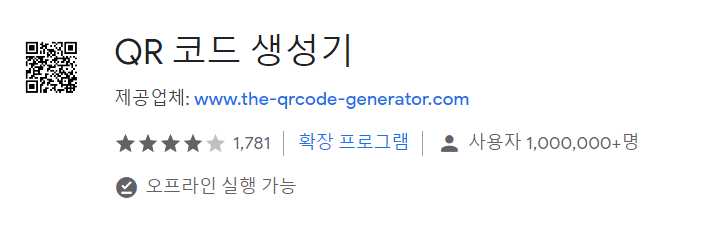 QR 코드 생성기
제공업체: www.the-qrcode-generator.com
1,781 확장 프로그램 사용자 1,000,000+명
오프라인 실행 가능